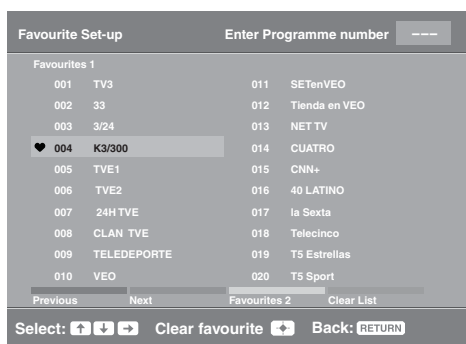 Favourite Set-up Enter Programme number ---
Favourites 1
001 TV3 011 SETenVEO
002 33 012 Tienda en VEO
003 3/24 013 NET TV
004 K3/300 014 CUATRO
005 TVE1 015 CNN+
006 TVE2 016 40 LATINO
007 24H TVE 017 la Sexta
008 CLAN TVE 018 Telecinco
009 TELEDEPORTE 019 T5 Estrellas
010 VEO 020 T5 Sport
Previous Next Favourites 2 Clear List
Select: Clear favourite Back: RETURN